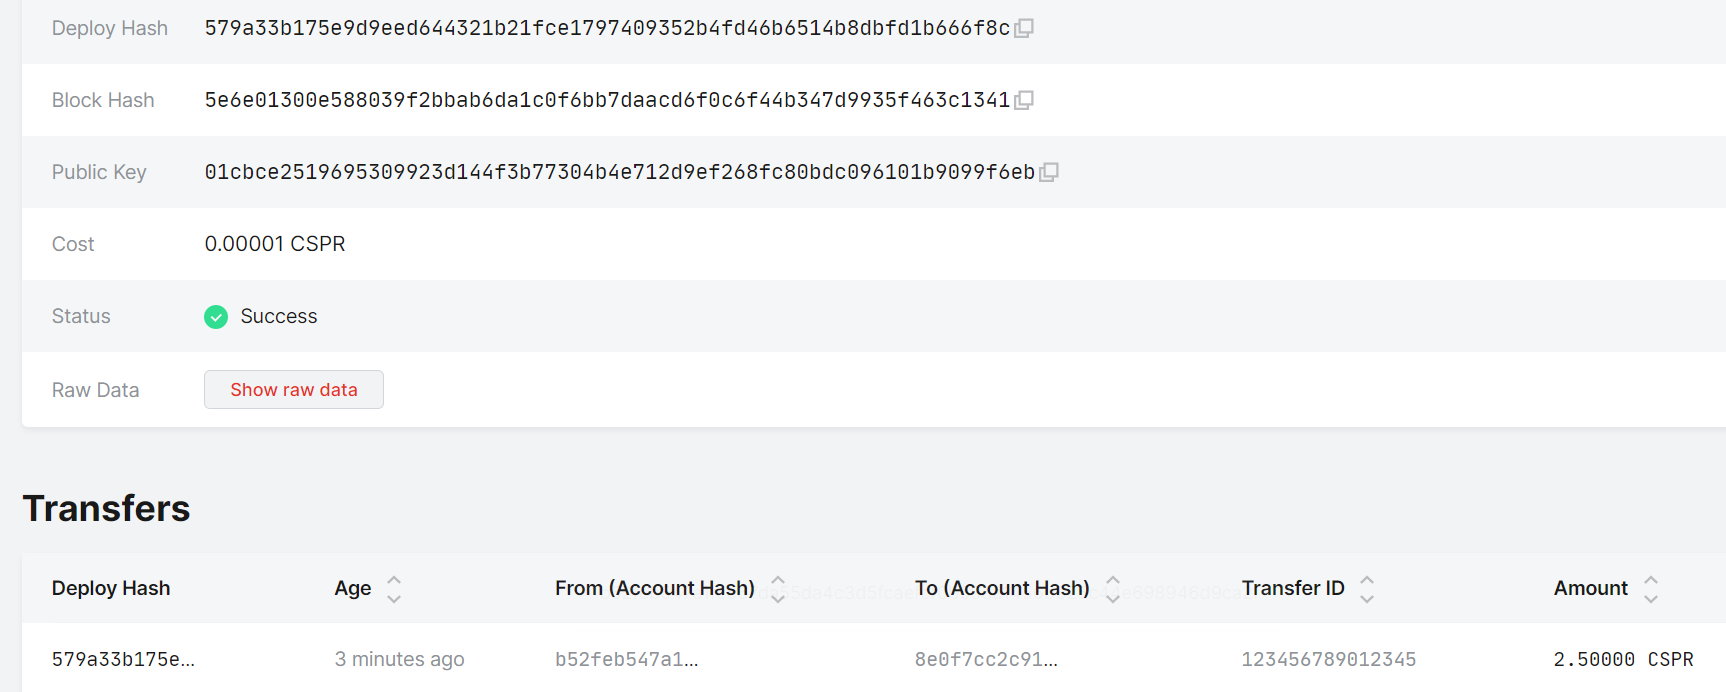 Deploy Hash 579a33b175e9d9eed644321b21fce1797409352b4fd46b6514b8dbfd1b666f8c
Block Hash 5e6e01300e588039f2bbab6da1c0f6bb7daacd6f0c6f44b347d9935f463c1341
Public Key 01cbce2519695309923d144f3b77304b4e712d9ef268fc80bdc096101b9099f6eb
Cost 0.00001 CSPR
Status Success
Raw Data Show raw data
Transfers
Deploy Hash Age From (Account Hash) To (Account Hash) Transfer ID Amount
579a33b175e... 3 minutes ago b52feb547a1... 8e0f7cc2c91... 123456789012345 2.50000 CSPR